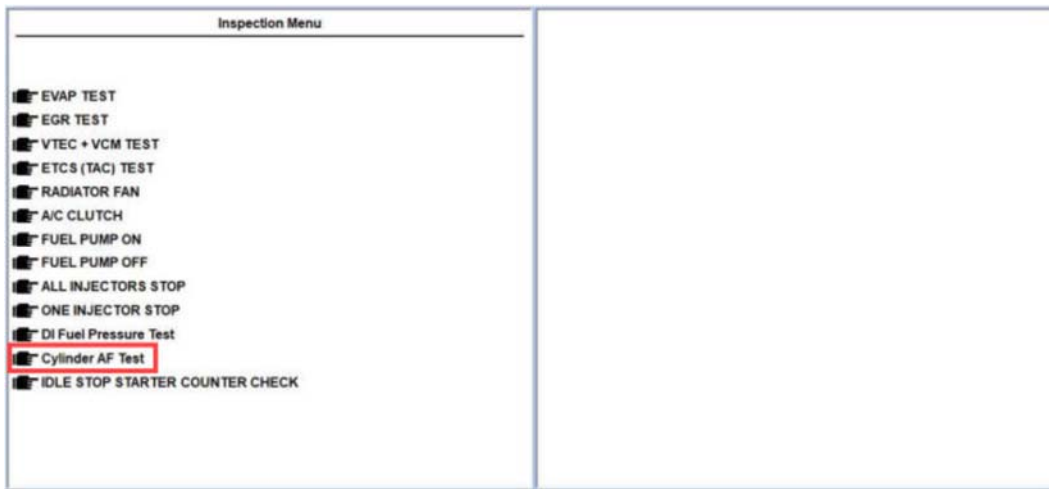 Inspection Menu
EVAP TEST
EGR TEST
VTEC + VCM TEST
ETCS (TAC) TEST
RADIATOR FAN
A/C CLUTCH
FUEL PUMP ON
FUEL PUMP OFF
ALL INJECTORS STOP
ONE INJECTOR STOP
DI Fuel Pressure Test
Cylinder AF Test
IDLE STOP STARTER COUNTER CHECK